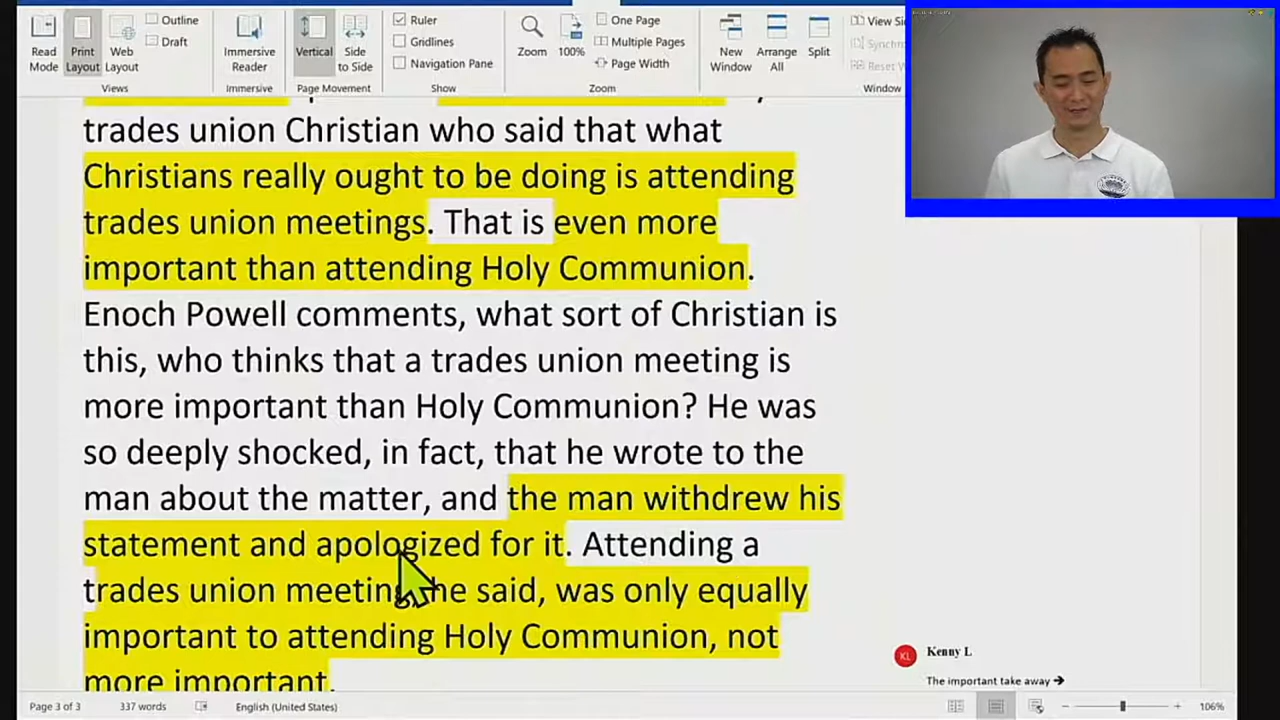 Outline
Draft
Read Mode
Print Layout
Web Layout
Views
Immersive Reader
Immersive
Vertical
Side to Side
Page Movement
Ruler
Gridlines
Navigation Pane
Show
Zoom
100%
One Page
Multiple Pages
Page Width
Zoom
New Window
Arrange All
Split
View
Window
trades union Christian who said that what
Christians really ought to be doing is attending
trades union meetings. That is even more
important than attending Holy Communion.
Enoch Powell comments, what sort of Christian is
this, who thinks that a trades union meeting is
more important than Holy Communion? He was
so deeply shocked, in fact, that he wrote to the
man about the matter, and the man withdrew his
statement and apologized for it. Attending a
trades union meeting he said, was only equally
important to attending Holy Communion, not
more important.
KL
Kenny L
The important take away →
Page 3 of 3
337 words
English (United States)
106%